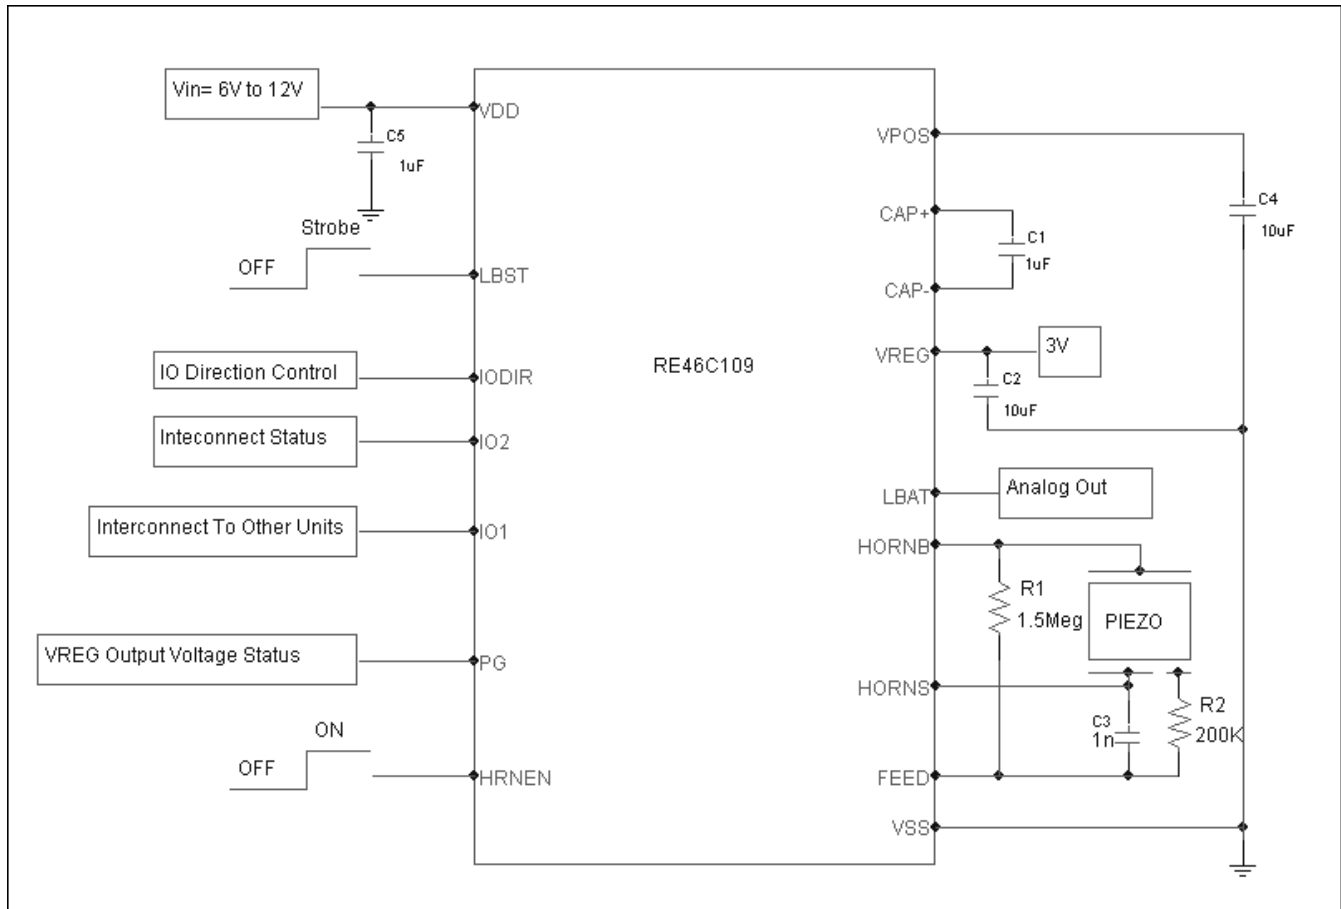 Vin= 6V to 12V
VDD
C5
1uF
Strobe
OFF
LBST
IO Direction Control
IODIR
Inteconnect Status
IO2
Interconnect To Other Units
IO1
VREG Output Voltage Status
PG
ON
OFF
HRNEN
RE46C109
VPOS
C4
10uF
CAP+
C1
1uF
CAP-
VREG
3V
C2
10uF
LBAT
Analog Out
HORNB
R1
1.5Meg
PIEZO
HORNS
C3
1n
R2
200K
FEED
VSS